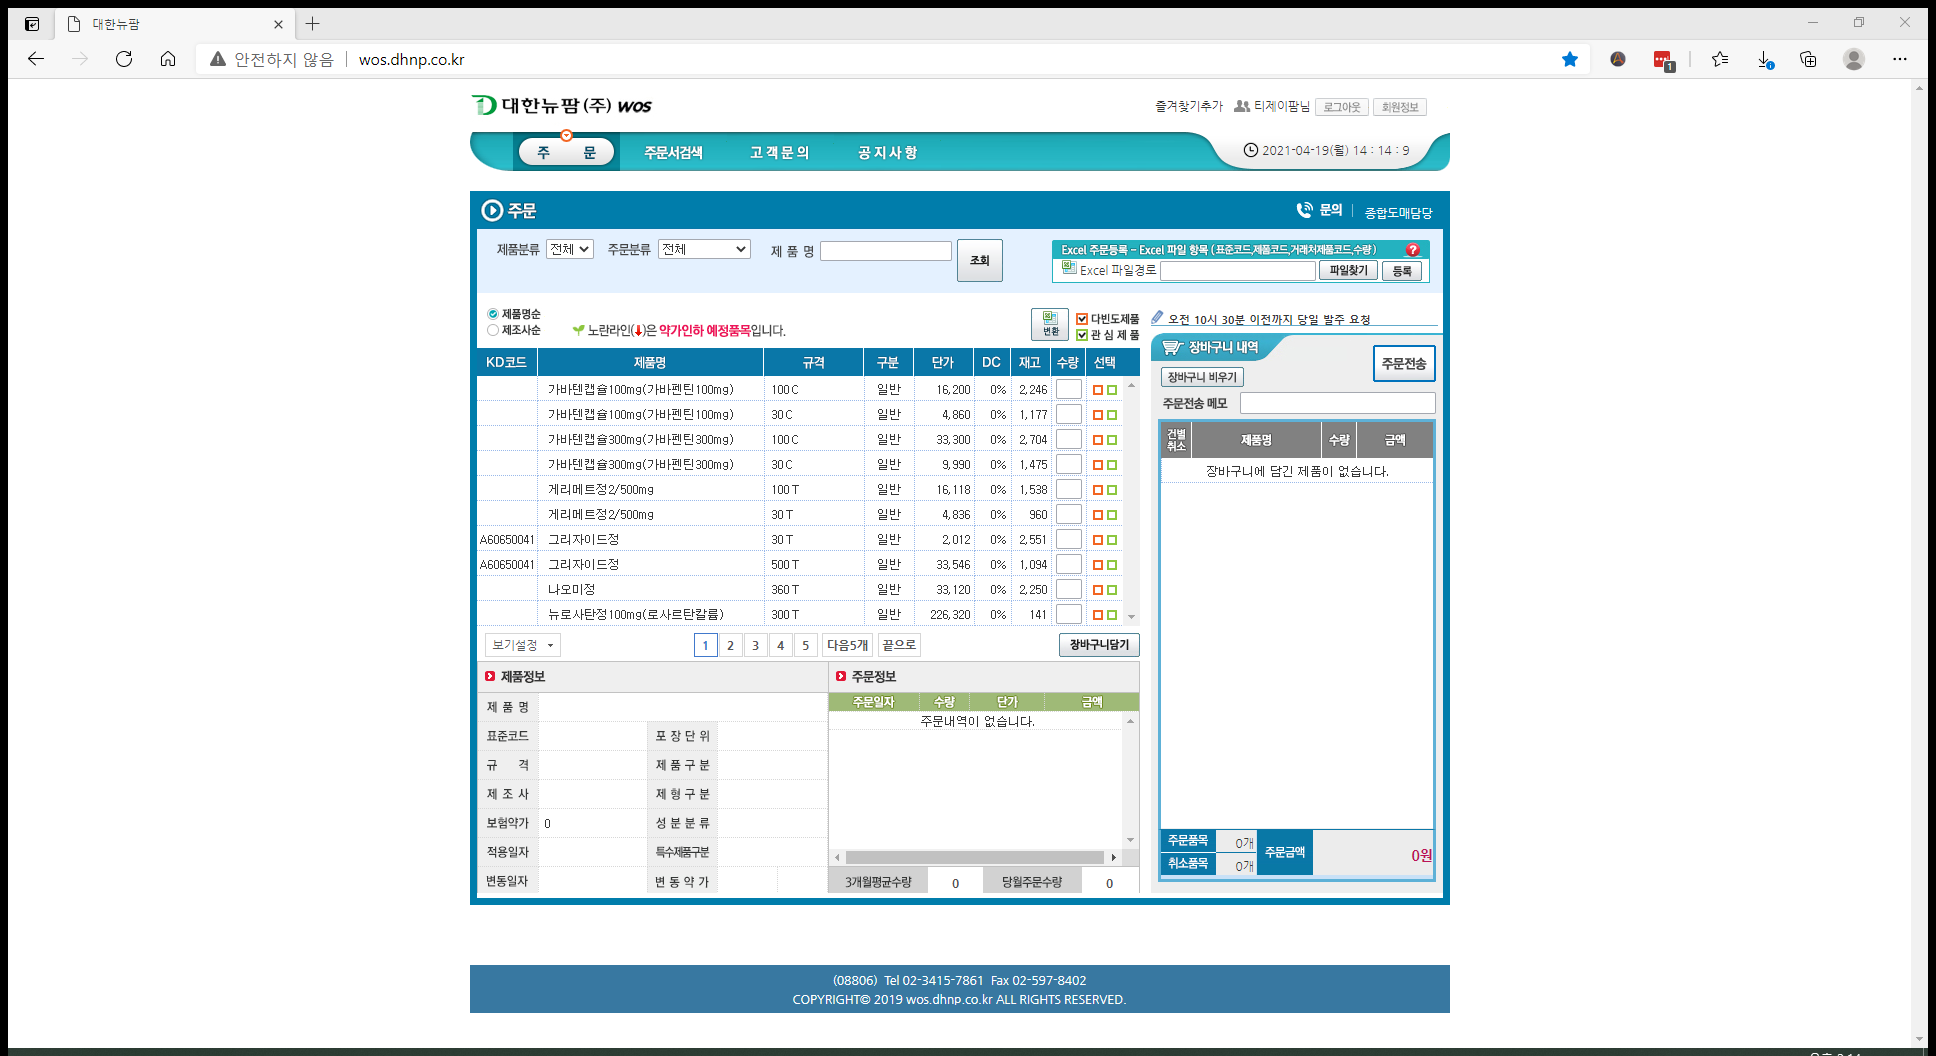 대한뉴팜
안전하지 않음 wos.dhnp.co.kr
1
대한뉴팜(주) WOS
즐겨찾기추가 티제이팜님 로그아웃 회원정보
주 문 주문서검색 고객문의 공지사항 2021-04-19(월) 14 : 14 : 9
주문 문의 종합도매담당
제품분류 전체 주문분류 전체 제 품 명 조회
Excel 주문등록 - Excel 파일 항목 (표준코드,제품코드,거래처제품코드,수량)
Excel 파일경로 파일찾기 등록
제품명순
제조사순
노란라인(↓)은 약가인하 예정품목입니다.
변환
다빈도제품
관 심 제 품
오전 10시 30분 이전까지 당일 발주 요청
KD코드 제품명 규격 구분 단가 DC 재고 수량 선택
가바텐캡슐100mg(가바펜틴100mg) 100 C 일반 16,200 0% 2,246
가바텐캡슐100mg(가바펜틴100mg) 30 C 일반 4,860 0% 1,177
가바텐캡슐300mg(가바펜틴300mg) 100 C 일반 33,300 0% 2,704
가바텐캡슐300mg(가바펜틴300mg) 30 C 일반 9,990 0% 1,475
게리메트정2/500mg 100 T 일반 16,118 0% 1,538
게리메트정2/500mg 30 T 일반 4,836 0% 960
A60650041 그리자이드정 30 T 일반 2,012 0% 2,551
A60650041 그리자이드정 500 T 일반 33,546 0% 1,094
나오미정 360 T 일반 33,120 0% 2,250
뉴로사탄정100mg(로사르탄칼륨) 300 T 일반 226,320 0% 141
보기설정 1 2 3 4 5 다음5개 끝으로 장바구니담기
장바구니 내역
주문전송
장바구니 비우기
주문전송 메모
건별취소 제품명 수량 금액
장바구니에 담긴 제품이 없습니다.
주문품목 0개
취소품목 0개
주문금액 0원
제품정보
제 품 명
표준코드 포 장 단 위
규 격 제 품 구 분
제 조 사 제 형 구 분
보험약가 0 성 분 분 류
적용일자 특수제품구분
변동일자 변 동 약 가
주문정보
주문일자 수량 단가 금액
주문내역이 없습니다.
3개월평균수량 0 당월주문수량 0
(08806) Tel 02-3415-7861 Fax 02-597-8402
COPYRIGHT© 2019 wos.dhnp.co.kr ALL RIGHTS RESERVED.